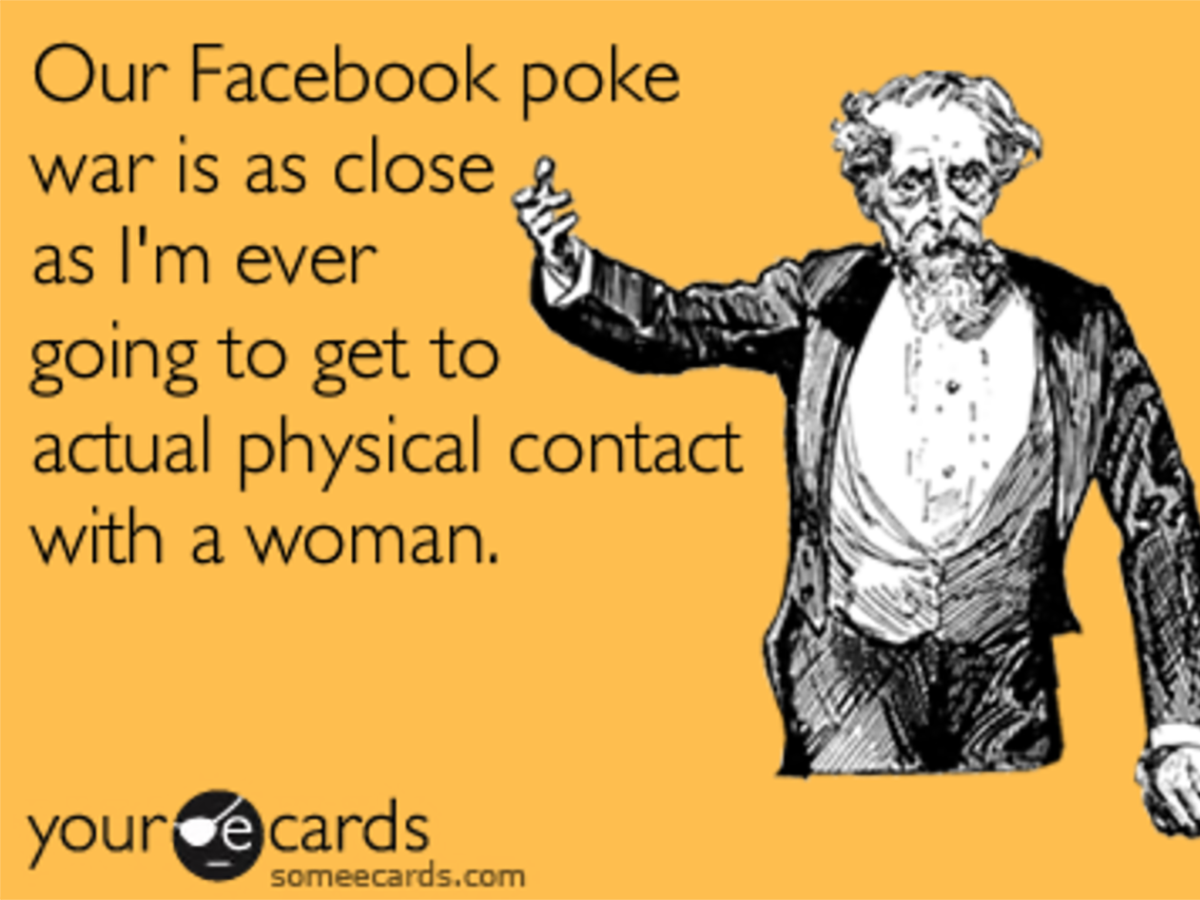 Our Facebook poke
war is as close
as I'm ever
going to get to
actual physical contact
with a woman.
your e cards
someecards.com